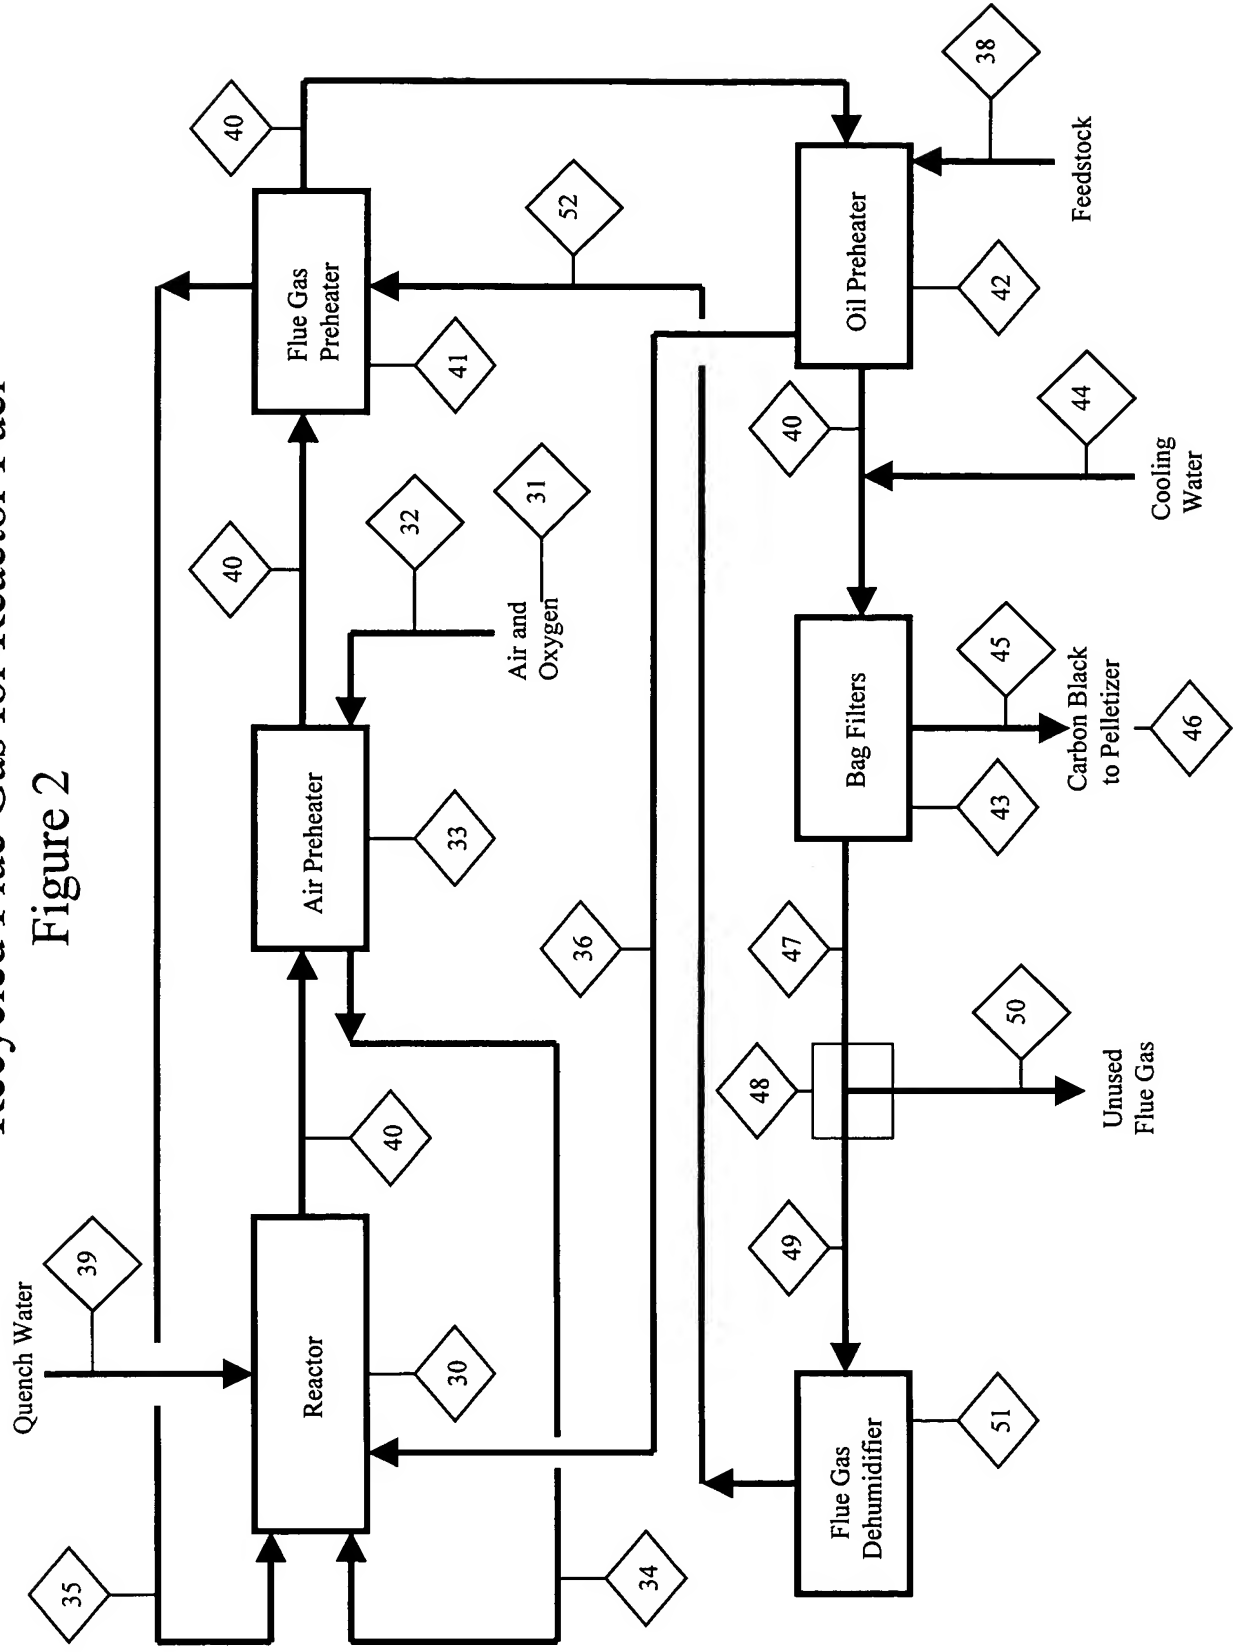 Recycled Flue Gas for Reactor Fuel
Figure 2
Quench Water
35
39
40
40
Reactor
Air Preheater
Flue Gas
Preheater
40
32
30
33
41
Air and
Oxygen
31
52
36
34
48
49
47
40
Flue Gas
Dehumidifier
Bag Filters
Oil Preheater
51
43
42
50
45
44
38
Unused
Flue Gas
Carbon Black
to Pelletizer
Cooling
Water
Feedstock
46